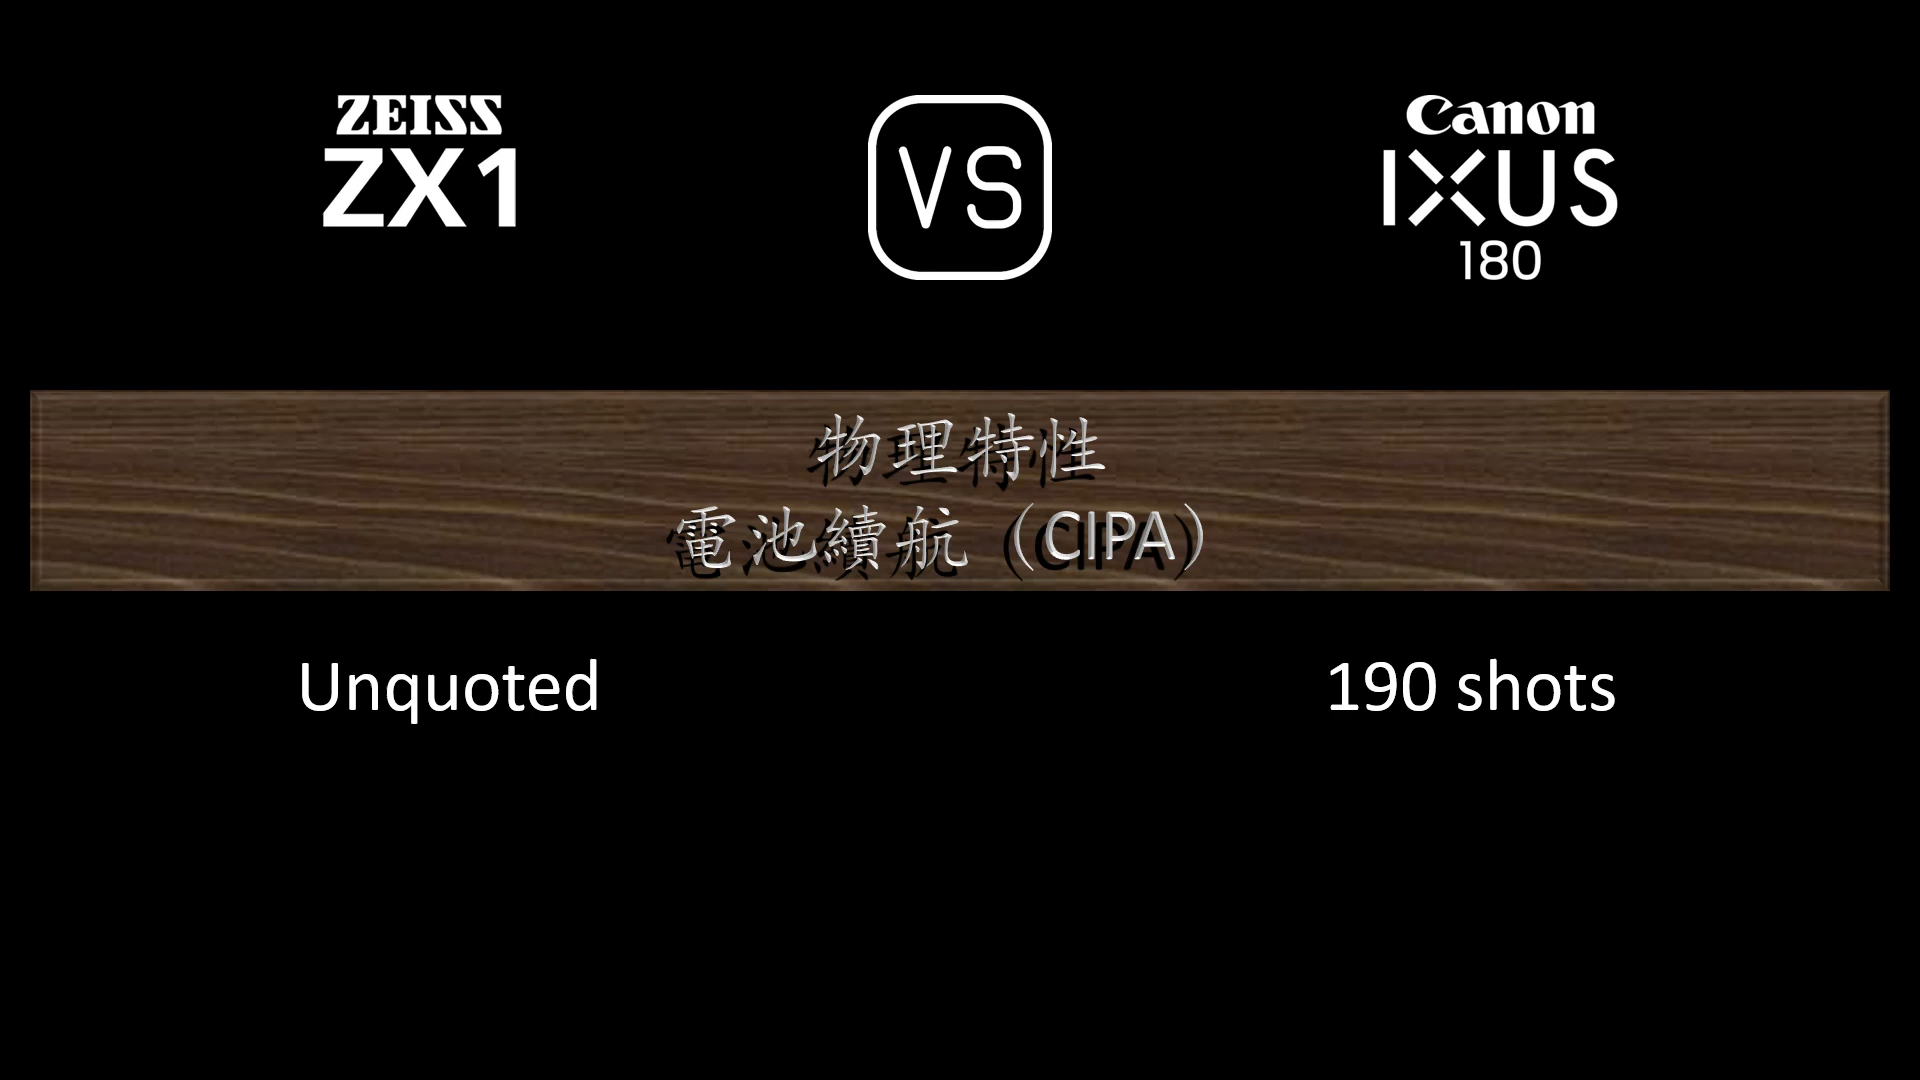 ZEISS
ZX1
VS
Canon
IXUS
180
物理特性
電池續航（CIPA）
Unquoted
190 shots